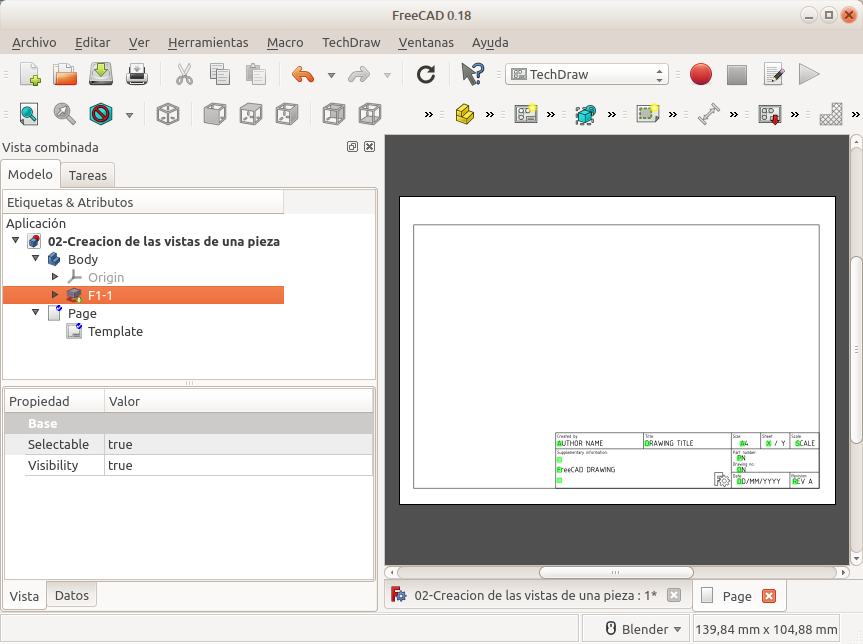 FreeCAD 0.18
Archivo Editar Ver Herramientas Macro TechDraw Ventanas Ayuda
TechDraw
Vista combinada
Modelo Tareas
Etiquetas & Atributos
Aplicación
02-Creacion de las vistas de una pieza
Body
Origin
F1-1
Page
Template
Propiedad Valor
Base
Selectable true
Visibility true
Vista Datos
Created by
AUTHOR NAME
Title
DRAWING TITLE
Size
A4
Sheet
X / Y
Scale
SCALE
Supplementary information
FreeCAD DRAWING
Part number
PN
Drawing no.
DN
Date
DD/MM/YYYY
Revision
REV A
02-Creacion de las vistas de una pieza : 1*
Page
Blender
139,84 mm x 104,88 mm